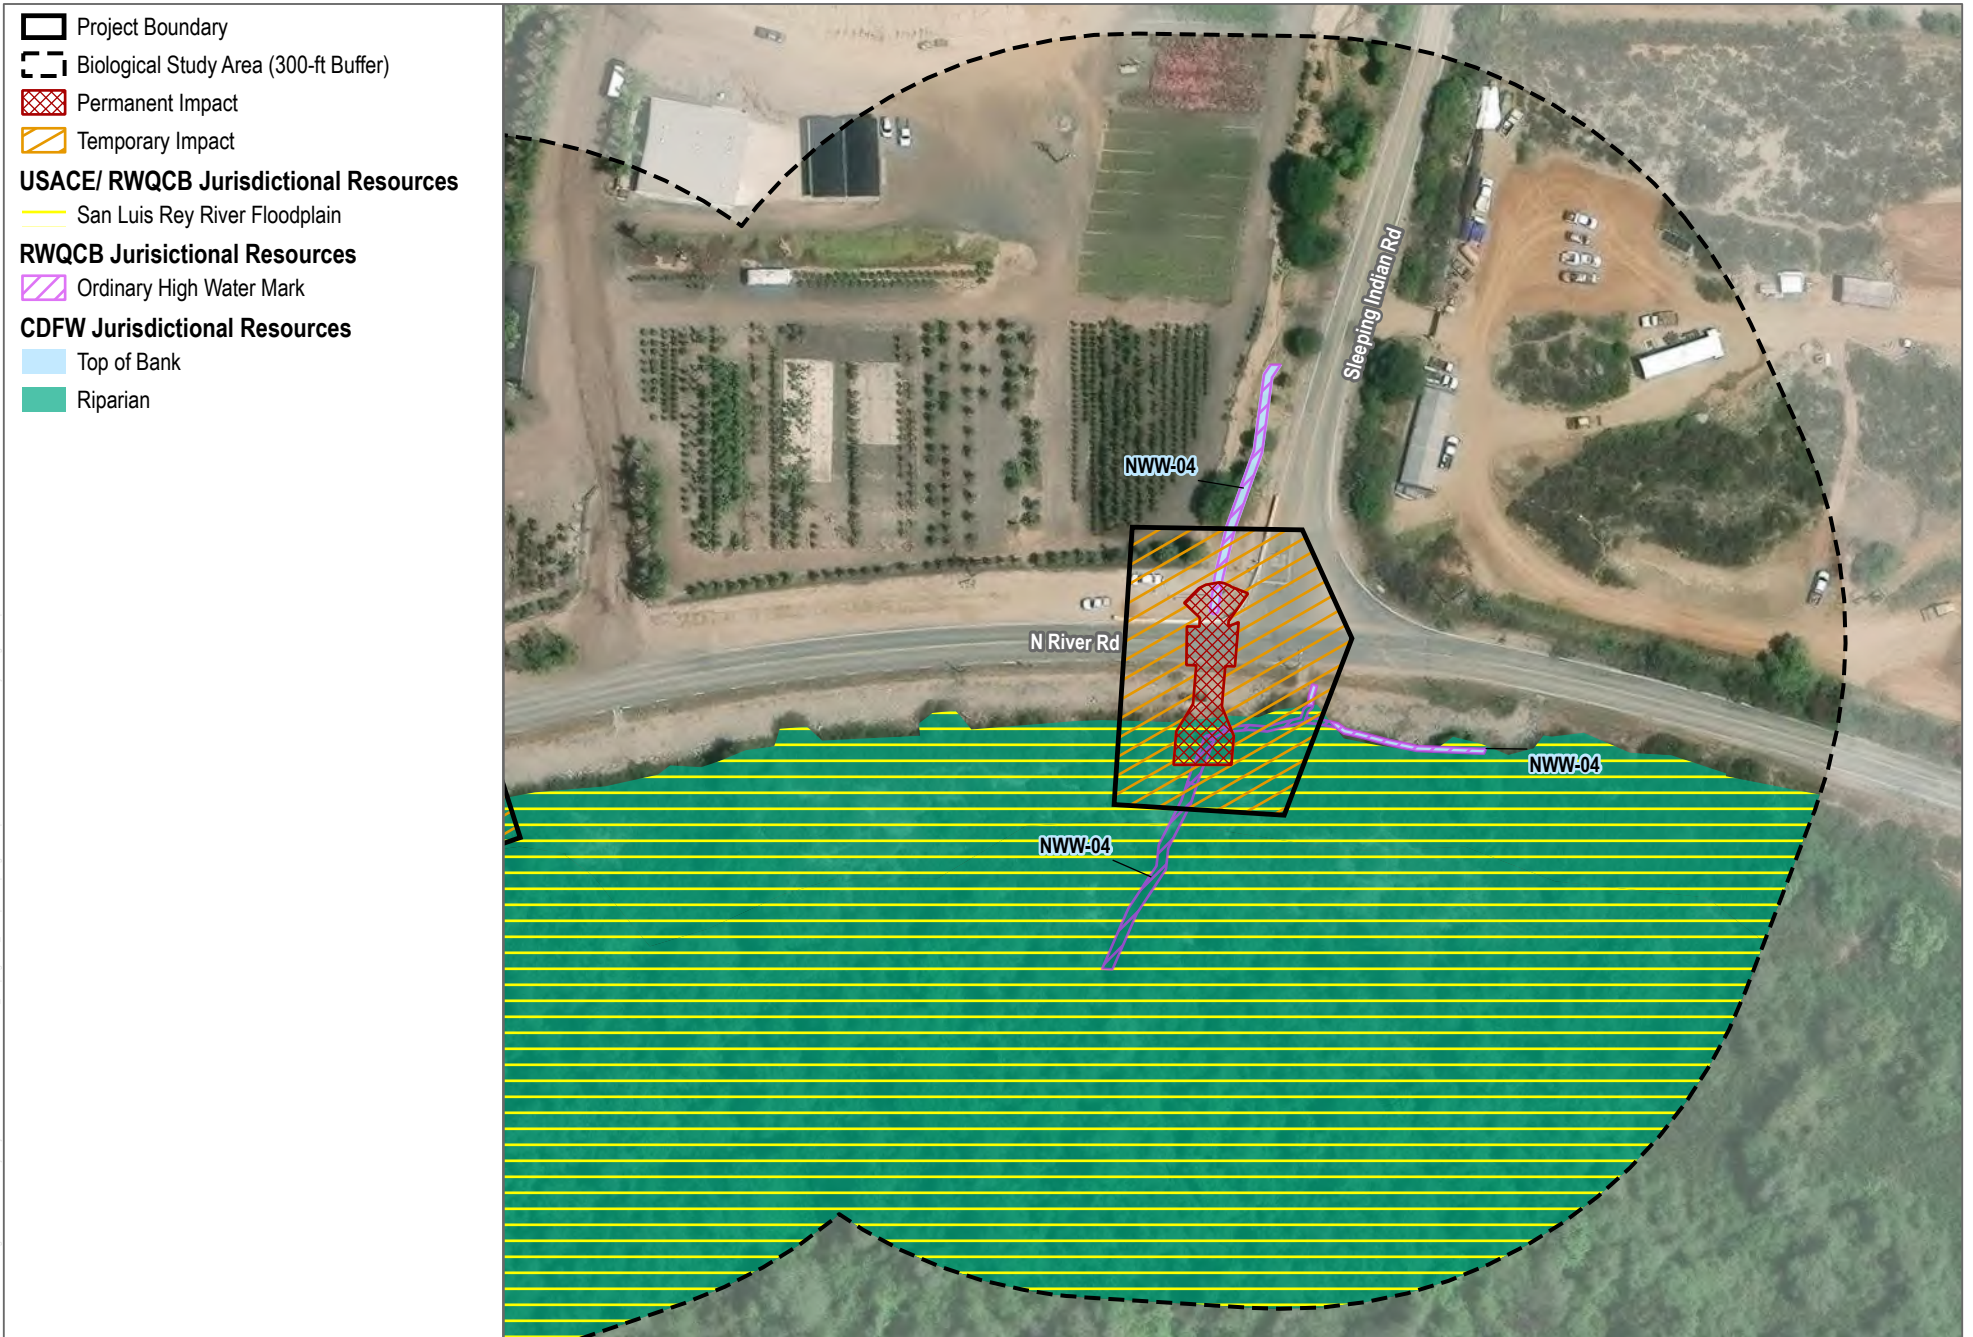 Project Boundary
Biological Study Area (300-ft Buffer)
Permanent Impact
Temporary Impact
USACE/ RWQCB Jurisdictional Resources
San Luis Rey River Floodplain
RWQCB Jurisictional Resources
Ordinary High Water Mark
CDFW Jurisdictional Resources
Top of Bank
Riparian
Sleeping Indian Rd
NWW-04
N River Rd
NWW-04
NWW-04